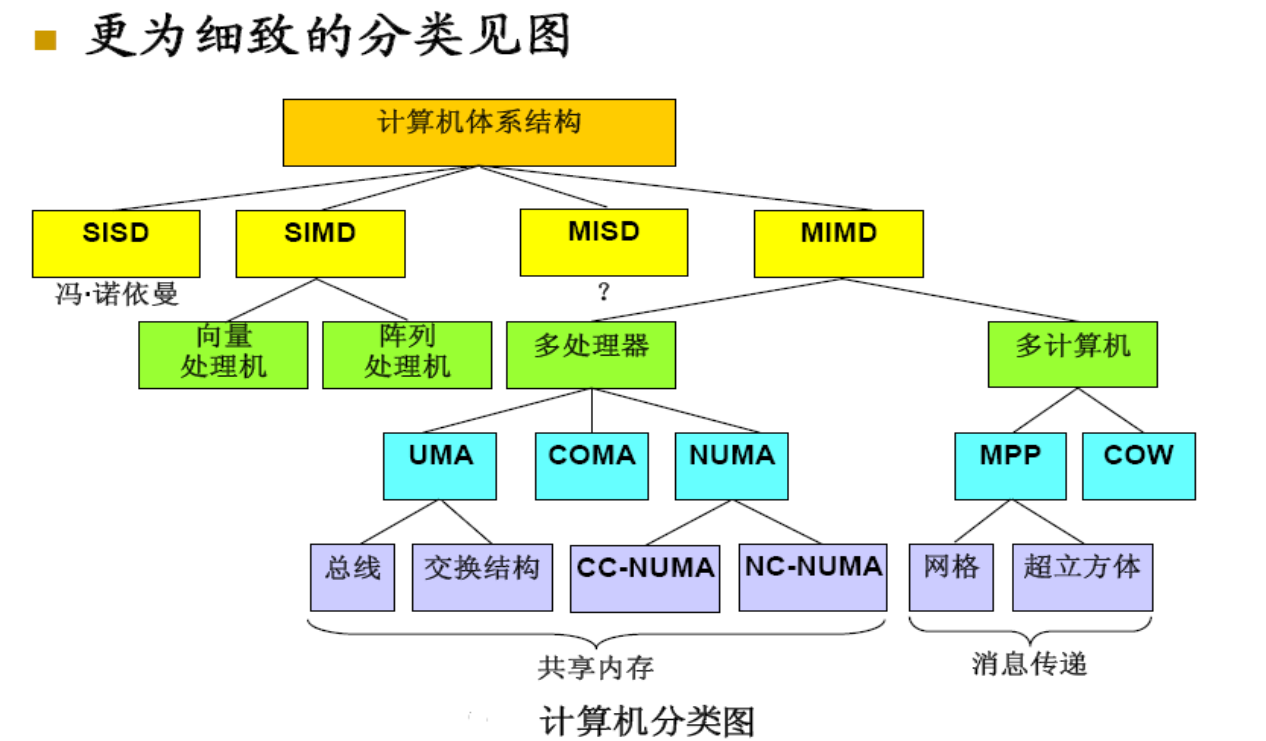 更为细致的分类见图
计算机体系结构
SISD
SIMD
MISD
MIMD
冯·诺依曼
?
向量
处理机
阵列
处理机
多处理器
多计算机
UMA
COMA
NUMA
MPP
COW
总线
交换结构
CC-NUMA
NC-NUMA
网格
超立方体
共享内存
消息传递
计算机分类图